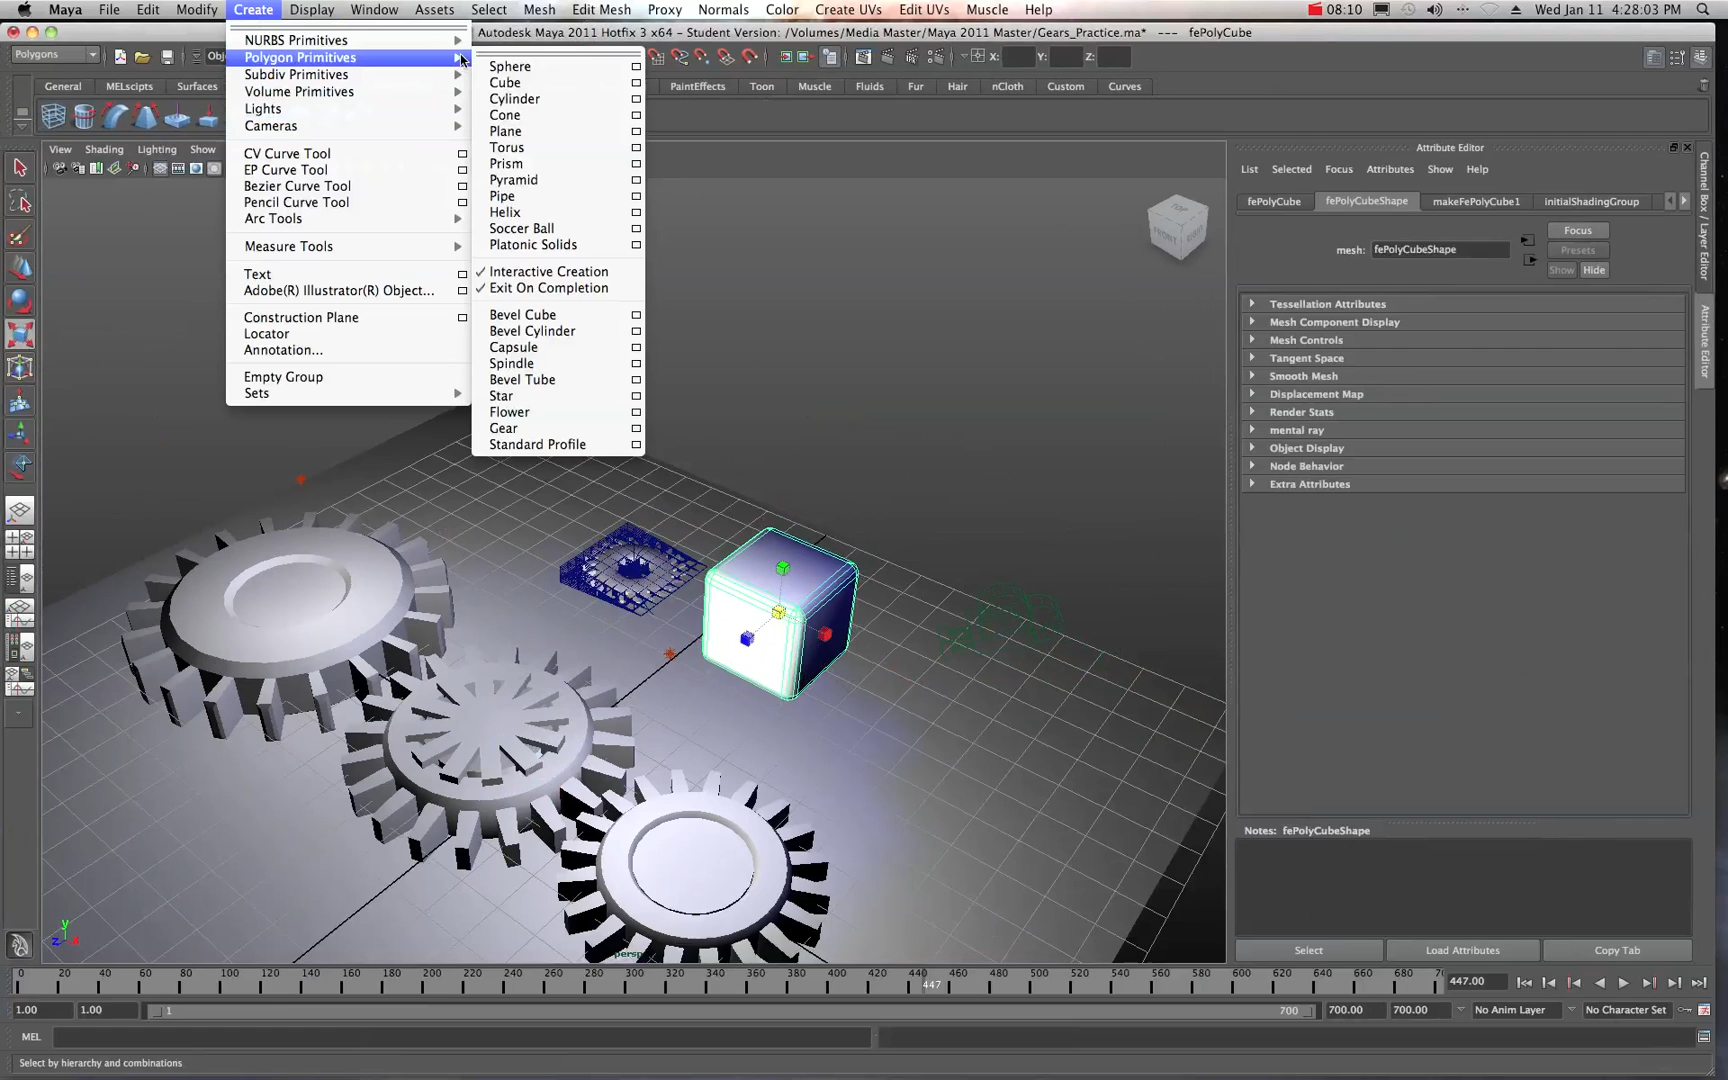 Maya File Edit Modify Create Display Window Assets Select Mesh Edit Mesh Proxy Normals Color Create UVs Edit UVs Muscle Help 08:10 Wed Jan 11 4:28:03 PM
Autodesk Maya 2011 Hotfix 3 x64 - Student Version: /Volumes/Media Master/Maya 2011 Master/Gears_Practice.ma* --- fePolyCube
Polygons Obj X: Y: Z:
General MELscipts Surfaces PaintEffects Toon Muscle Fluids Fur Hair nCloth Custom Curves
NURBS Primitives
Polygon Primitives
Subdiv Primitives
Volume Primitives
Lights
Cameras
CV Curve Tool
EP Curve Tool
Bezier Curve Tool
Pencil Curve Tool
Arc Tools
Measure Tools
Text
Adobe(R) Illustrator(R) Object...
Construction Plane
Locator
Annotation...
Empty Group
Sets
Sphere
Cube
Cylinder
Cone
Plane
Torus
Prism
Pyramid
Pipe
Helix
Soccer Ball
Platonic Solids
Interactive Creation
Exit On Completion
Bevel Cube
Bevel Cylinder
Capsule
Spindle
Bevel Tube
Star
Flower
Gear
Standard Profile
View Shading Lighting Show
TOP
FRONT RIGHT
y
z x
persp
Attribute Editor
List Selected Focus Attributes Show Help
fePolyCube fePolyCubeShape makeFePolyCube1 initialShadingGroup
mesh: fePolyCubeShape
Focus
Presets
Show Hide
Tessellation Attributes
Mesh Component Display
Mesh Controls
Tangent Space
Smooth Mesh
Displacement Map
Render Stats
mental ray
Object Display
Node Behavior
Extra Attributes
Notes: fePolyCubeShape
Select Load Attributes Copy Tab
Channel Box / Layer Editor
Attribute Editor
0 20 40 60 80 100 120 140 160 180 200 220 240 260 280 300 320 340 360 380 400 420 440 460 480 500 520 540 560 580 600 620 640 660 680 70
447 447.00
1.00 1.00 1 700 700.00 700.00 No Anim Layer No Character Set
MEL
Select by hierarchy and combinations